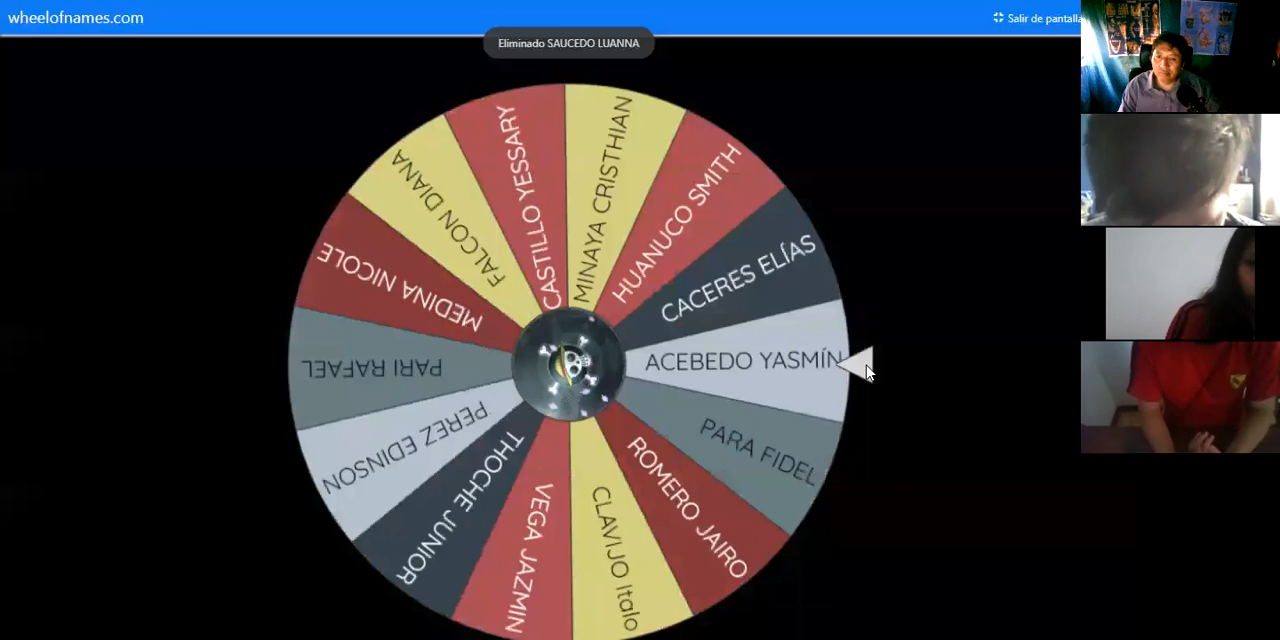 wheelofnames.com
Salir de pantalla
Eliminado SAUCEDO LUANNA
CASTILLO YESSARY
MINAYA CRISTHIAN
HUANUCO SMITH
CACERES ELÍAS
ACEBEDO YASMÍN
PARA FIDEL
ROMERO JAIRO
CLAVIJO Italo
VEGA JAZMIN
THOCHE JUNIOR
PEREZ EDINSON
PARI RAFAEL
MEDINA NICOLE
FALCON DIANA